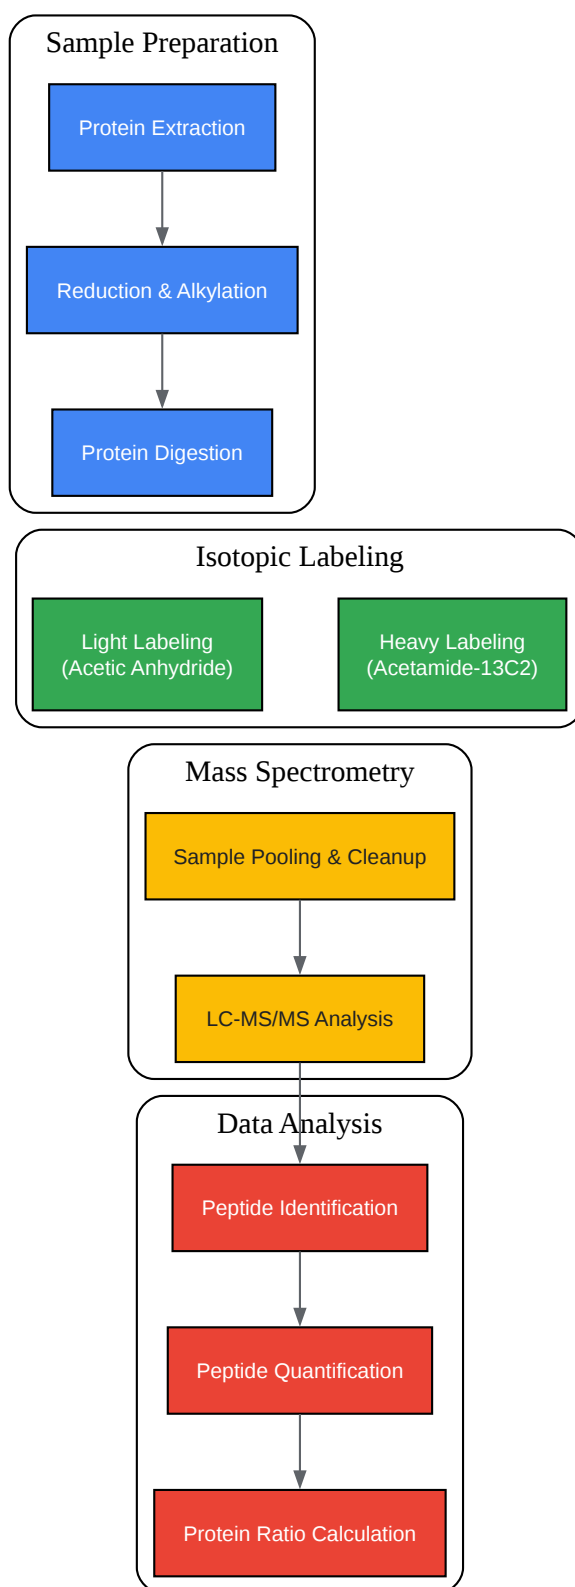 Sample Preparation
Protein Extraction
Reduction & Alkylation
Protein Digestion
Isotopic Labeling
Light Labeling
(Acetic Anhydride)
Heavy Labeling
(Acetamide-13C2)
Mass Spectrometry
Sample Pooling & Cleanup
LC-MS/MS Analysis
Data Analysis
Peptide Identification
Peptide Quantification
Protein Ratio Calculation